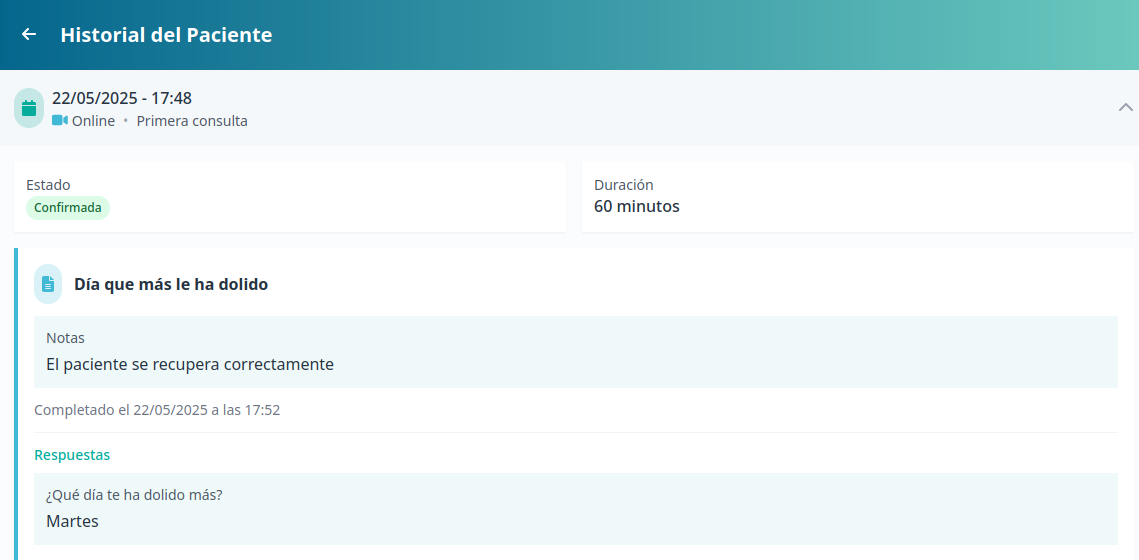 Historial del Paciente
22/05/2025 - 17:48
Online • Primera consulta
Estado
Confirmada
Duración
60 minutos
Día que más le ha dolido
Notas
El paciente se recupera correctamente
Completado el 22/05/2025 a las 17:52
Respuestas
¿Qué día te ha dolido más?
Martes